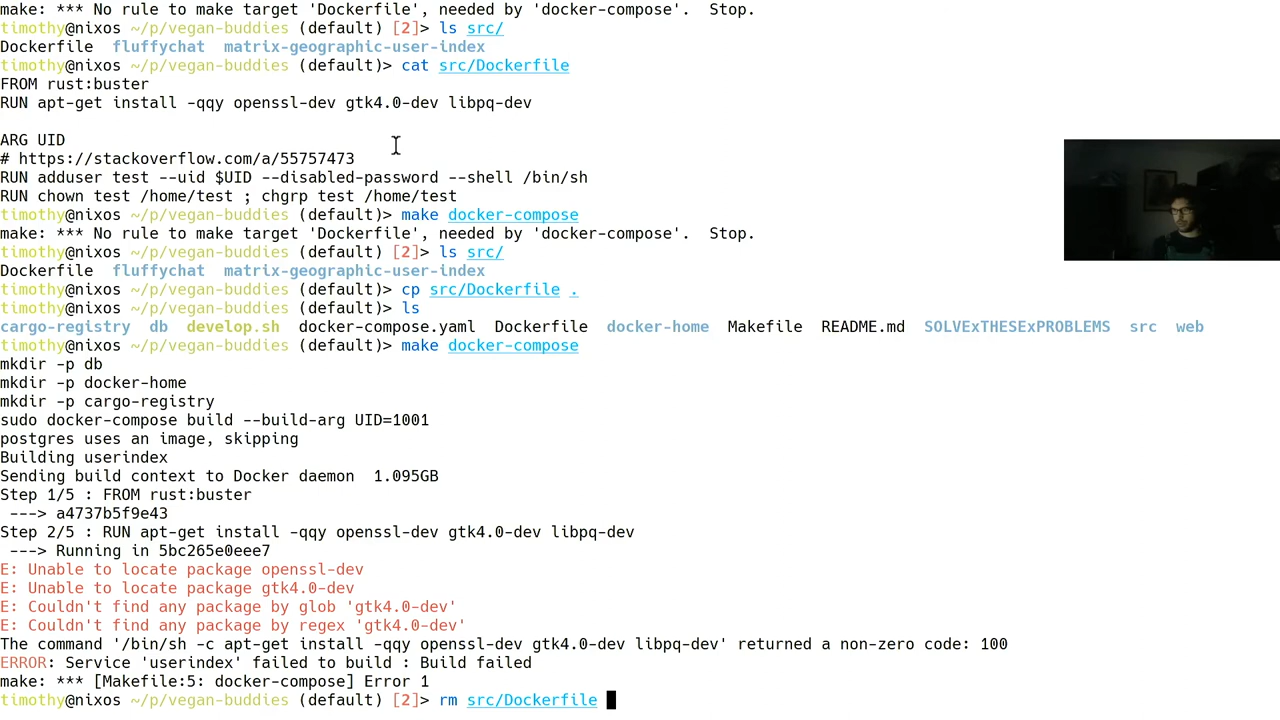 make: *** No rule to make target 'Dockerfile', needed by 'docker-compose'.  Stop.
timothy@nixos ~/p/vegan-buddies (default) [2]> ls src/
Dockerfile  fluffychat  matrix-geographic-user-index
timothy@nixos ~/p/vegan-buddies (default)> cat src/Dockerfile
FROM rust:buster
RUN apt-get install -qqy openssl-dev gtk4.0-dev libpq-dev
ARG UID
# https://stackoverflow.com/a/55757473
RUN adduser test --uid $UID --disabled-password --shell /bin/sh
RUN chown test /home/test ; chgrp test /home/test
timothy@nixos ~/p/vegan-buddies (default)> make docker-compose
make: *** No rule to make target 'Dockerfile', needed by 'docker-compose'.  Stop.
timothy@nixos ~/p/vegan-buddies (default) [2]> ls src/
Dockerfile  fluffychat  matrix-geographic-user-index
timothy@nixos ~/p/vegan-buddies (default)> cp src/Dockerfile .
timothy@nixos ~/p/vegan-buddies (default)> ls
cargo-registry  db  develop.sh  docker-compose.yaml  Dockerfile  docker-home  Makefile  README.md  SOLVExTHESExPROBLEMS  src  web
timothy@nixos ~/p/vegan-buddies (default)> make docker-compose
mkdir -p db
mkdir -p docker-home
mkdir -p cargo-registry
sudo docker-compose build --build-arg UID=1001
postgres uses an image, skipping
Building userindex
Sending build context to Docker daemon  1.095GB
Step 1/5 : FROM rust:buster
 ---> a4737b5f9e43
Step 2/5 : RUN apt-get install -qqy openssl-dev gtk4.0-dev libpq-dev
 ---> Running in 5bc265e0eee7
E: Unable to locate package openssl-dev
E: Unable to locate package gtk4.0-dev
E: Couldn't find any package by glob 'gtk4.0-dev'
E: Couldn't find any package by regex 'gtk4.0-dev'
The command '/bin/sh -c apt-get install -qqy openssl-dev gtk4.0-dev libpq-dev' returned a non-zero code: 100
ERROR: Service 'userindex' failed to build : Build failed
make: *** [Makefile:5: docker-compose] Error 1
timothy@nixos ~/p/vegan-buddies (default) [2]> rm src/Dockerfile